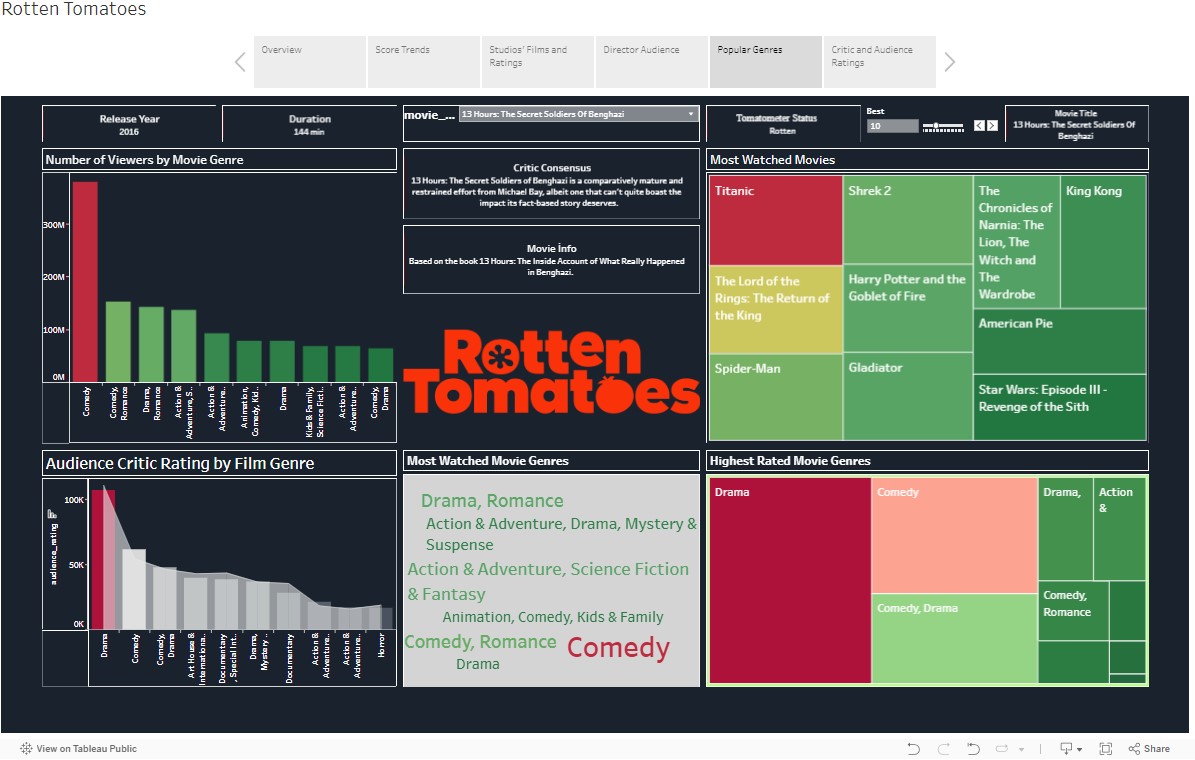 Rotten Tomatoes
Overview
Score Trends
Studios' Films and
Ratings
Director Audience
Popular Genres
Critic and Audience
Ratings
Release Year
2016
Duration
144 min
movie_...
13 Hours: The Secret Soldiers Of Benghazi
Tomatometer Status
Rotten
Best
10
Movie Title
13 Hours: The Secret Soldiers Of
Benghazi
Number of Viewers by Movie Genre
300M
200M
100M
0M
Comedy
Comedy,
Romance
Drama,
Romance
Action &
Adventure, S..
Action &
Adventure..
Animation,
Comedy, Kid..
Drama
Kids & Family,
Science Fict..
Action &
Adventure..
Comedy,
Drama
Critic Consensus
13 Hours: The Secret Soldiers of Benghazi is a comparatively mature and
restrained effort from Michael Bay, albeit one that can't quite boast the
impact its fact-based story deserves.
Movie İnfo
Based on the book 13 Hours: The Inside Account of What Really Happened
in Benghazi.
Rotten
Tomatoes
Most Watched Movies
Titanic
The Lord of the
Rings: The Return of
the King
Spider-Man
Shrek 2
Harry Potter and the
Goblet of Fire
Gladiator
The
Chronicles of
Narnia: The
Lion, The
Witch and
The
Wardrobe
King Kong
American Pie
Star Wars: Episode III -
Revenge of the Sith
Audience Critic Rating by Film Genre
audience_rating
100K
50K
0K
Drama
Comedy
Comedy,
Drama
Art House &
Internationa..
Documentary
, Special Int..
Drama,
Mystery ..
Documentary
Action &
Adventure..
Action &
Adventure..
Horror
Most Watched Movie Genres
Drama, Romance
Action & Adventure, Drama, Mystery &
Suspense
Action & Adventure, Science Fiction
& Fantasy
Animation, Comedy, Kids & Family
Comedy, Romance
Comedy
Drama
Highest Rated Movie Genres
Drama
Comedy
Comedy, Drama
Drama,
Action
&
Comedy,
Romance
View on Tableau Public
Share